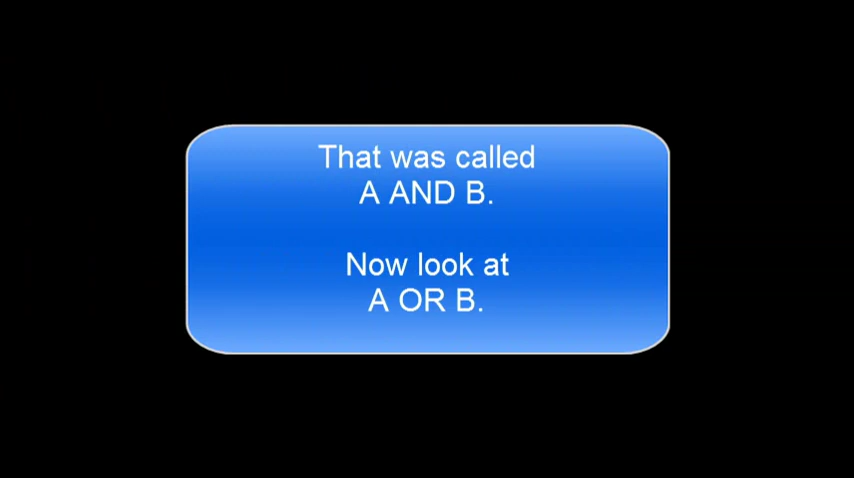 That was called
A AND B.
Now look at
A OR B.